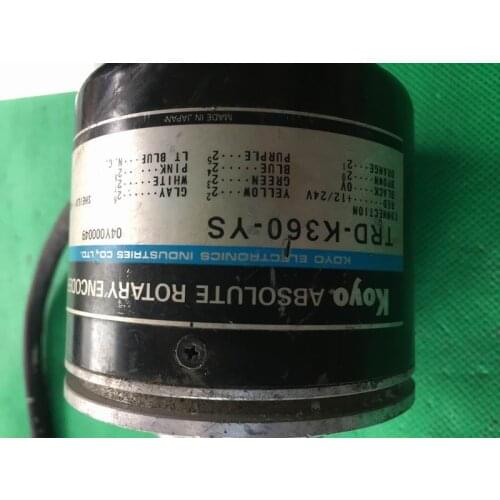 Koyo ABSOLUTE ROTARY ENCODE
KOYO ELECTRONICS INDUSTRIES CO., LTD.
TRD-K360-YS
04Y000049
CONNECTION
RED ····+12/24V
BLACK···0V
BROWN···2⁰
ORANGE··2¹
YELLOW···2²
GREEN····2³
BLUE·····2⁴
PURPLE···2⁵
GLAY·····2⁶
WHITE····2⁷
PINK·····2⁸
LT BLUE··N.C.
MADE IN JAPAN